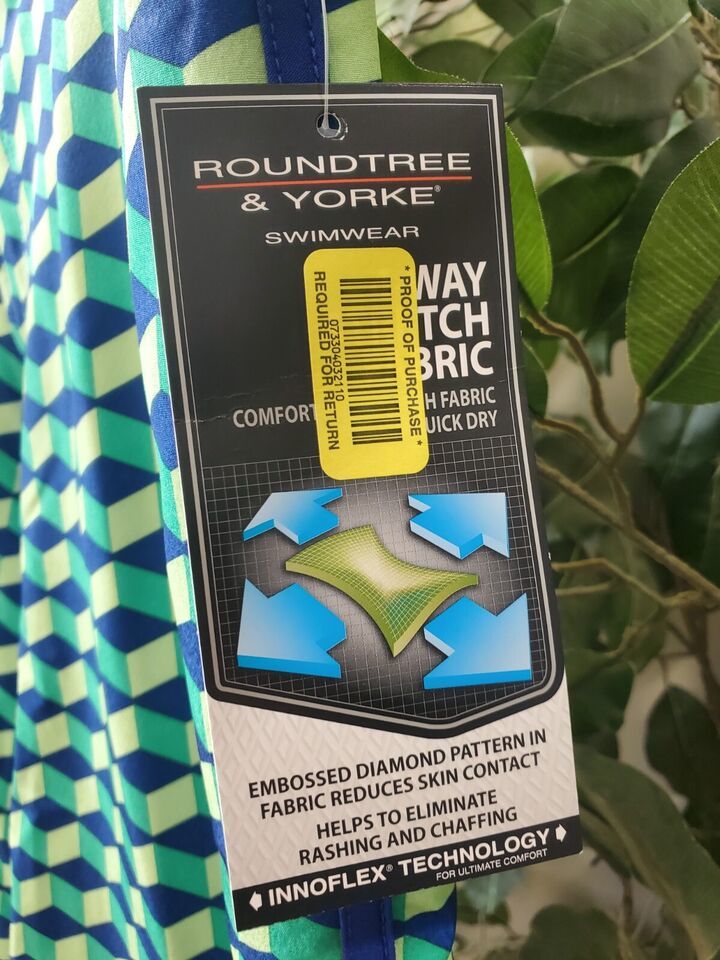 ROUNDTREE
& YORKE®
SWIMWEAR
WAY
TCH
BRIC
COMFORT
H FABRIC
UICK DRY
* PROOF OF PURCHASE *
073304032110
REQUIRED FOR RETURN
EMBOSSED DIAMOND PATTERN IN
FABRIC REDUCES SKIN CONTACT
HELPS TO ELIMINATE
RASHING AND CHAFFING
INNOFLEX® TECHNOLOGY
FOR ULTIMATE COMFORT